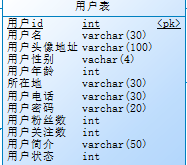 用户表
用户id int <pk>
用户名 varchar(30)
用户头像地址 varchar(100)
用户性别 vachar(4)
用户年龄 int
所在地 varchar(30)
用户电话 varchar(30)
用户密码 varchar(20)
用户粉丝数 int
用户关注数 int
用户简介 varchar(50)
用户状态 int